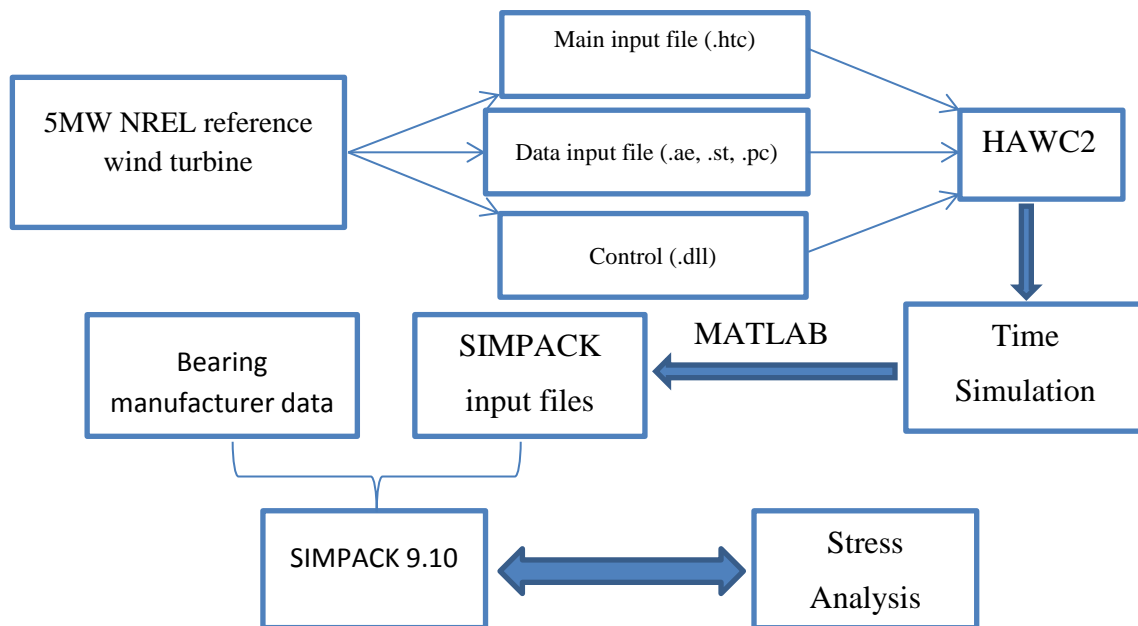 Main input file (.htc)
5MW NREL reference
wind turbine
Data input file (.ae, .st, .pc)
HAWC2
Control (.dll)
Bearing
manufacturer data
SIMPACK
input files
MATLAB
Time
Simulation
SIMPACK 9.10
Stress
Analysis